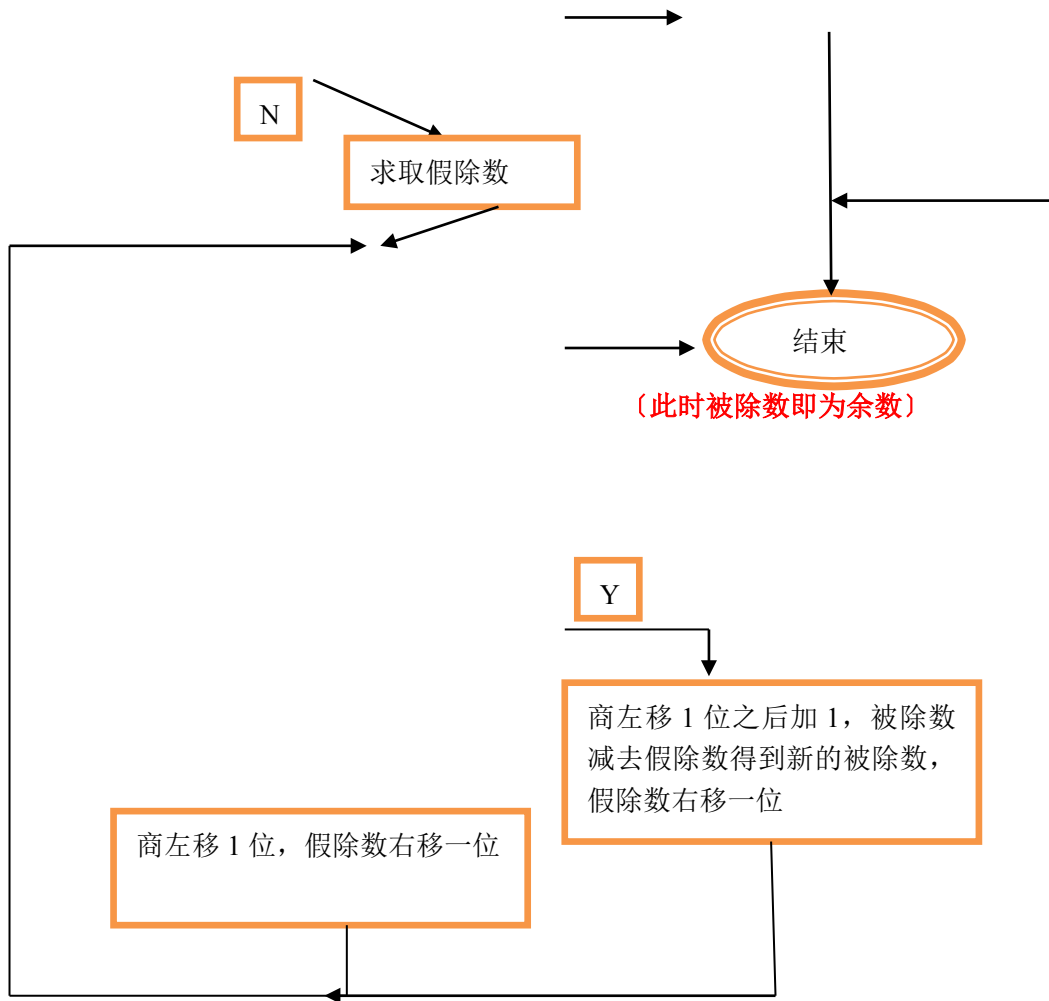 N
求取假除数
结束
〔此时被除数即为余数〕
Y
商左移 1 位之后加 1，被除数
减去假除数得到新的被除数，
假除数右移一位
商左移 1 位，假除数右移一位